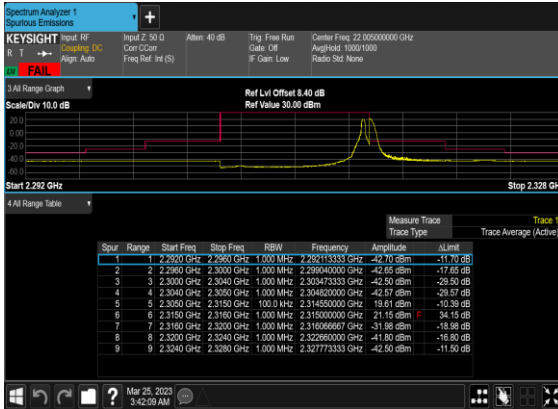 Spectrum Analyzer 1
Spurious Emissions
+
KEYSIGHT Input: RF Input Z: 50 Ω Atten: 40 dB Trig: Free Run Center Freq: 22.005000000 GHz
R T Coupling: DC Corr CCorr Gate: Off Avg|Hold: 1000/1000
Align: Auto Freq Ref: Int (S) IF Gain: Low Radio Std: None
FAIL
3 All Range Graph Ref Lvl Offset 8.40 dB
Scale/Div 10.0 dB Ref Value 30.00 dBm
20.0
0.00
-20.0
-40.0
-60.0
Start 2.292 GHz Stop 2.328 GH
4 All Range Table
Measure Trace Trace 1
Trace Type Trace Average (Active)
Spur Range Start Freq Stop Freq RBW Frequency Amplitude ΔLimit
1 1 2.2920 GHz 2.2960 GHz 1.000 MHz 2.292113333 GHz -42.70 dBm -11.70 dB
2 2 2.2960 GHz 2.3000 GHz 1.000 MHz 2.299040000 GHz -42.65 dBm -17.65 dB
3 3 2.3000 GHz 2.3040 GHz 1.000 MHz 2.303473333 GHz -42.50 dBm -29.50 dB
4 4 2.3040 GHz 2.3050 GHz 1.000 MHz 2.304820000 GHz -42.57 dBm -29.57 dB
5 5 2.3050 GHz 2.3150 GHz 100.0 kHz 2.314550000 GHz 19.61 dBm -10.39 dB
6 6 2.3150 GHz 2.3160 GHz 1.000 MHz 2.315000000 GHz 21.15 dBm F 34.15 dB
7 7 2.3160 GHz 2.3200 GHz 1.000 MHz 2.316066667 GHz -31.98 dBm -18.98 dB
8 8 2.3200 GHz 2.3240 GHz 1.000 MHz 2.322660000 GHz -41.80 dBm -16.80 dB
9 9 2.3240 GHz 2.3280 GHz 1.000 MHz 2.327773333 GHz -42.50 dBm -11.50 dB
? Mar 25, 2023
3:42:09 AM